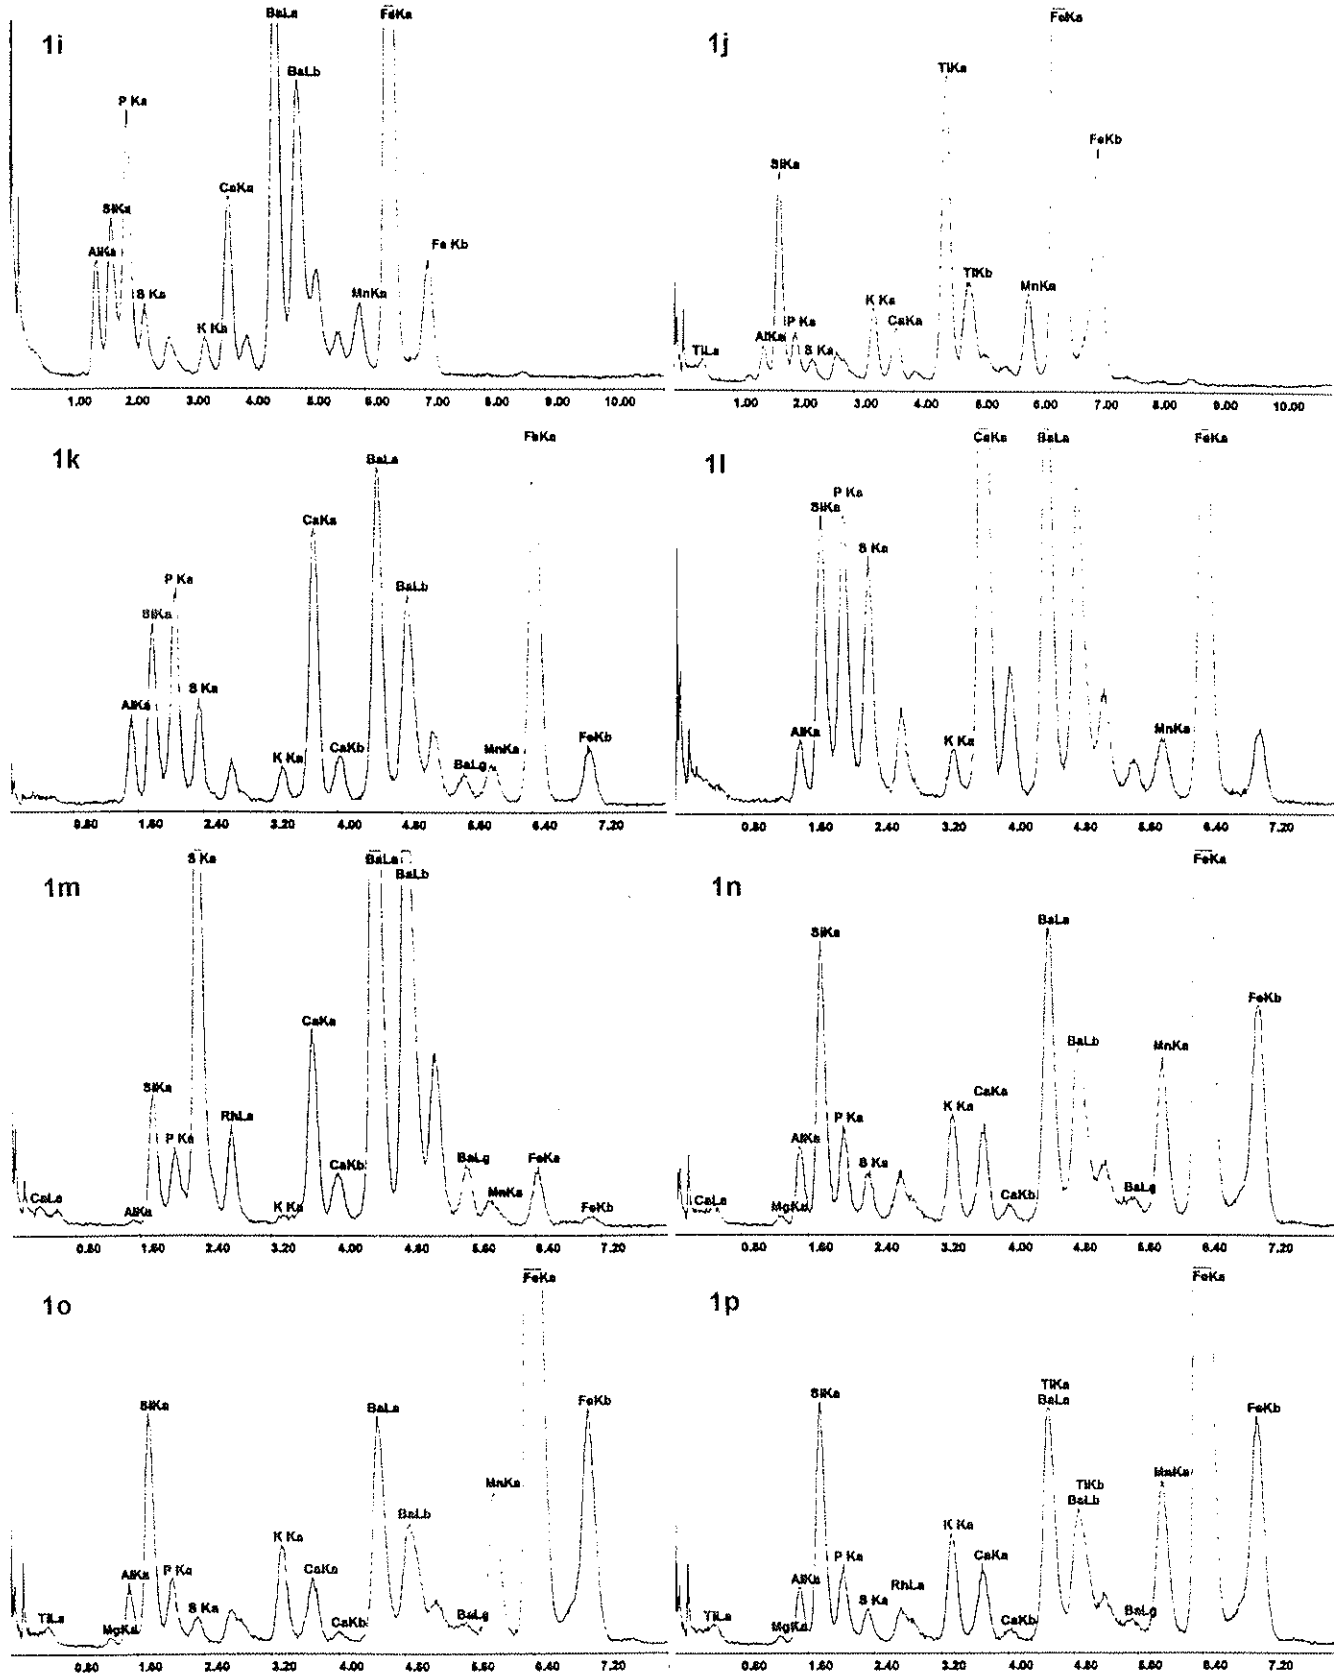 1i
BaLa
FeKa
BaLb
P Ka
CaKa
SiKa
AlKa
S Ka
K Ka
MnKa
Fe Kb
1.00 2.00 3.00 4.00 5.00 6.00 7.00 8.00 9.00 10.00
1j
FeKa
TiKa
FeKb
SiKa
TiKb
MnKa
K Ka
CaKa
P Ka
AlKa
S Ka
TiLa
1.00 2.00 3.00 4.00 5.00 6.00 7.00 8.00 9.00 10.00
1k
FeKa
BaLa
CaKa
P Ka
BaLb
SiKa
S Ka
AlKa
K Ka
CaKb
BaLg
MnKa
FeKb
0.80 1.60 2.40 3.20 4.00 4.80 5.60 6.40 7.20
1l
CaKa
BaLa
FeKa
P Ka
SiKa
S Ka
AlKa
K Ka
MnKa
0.80 1.60 2.40 3.20 4.00 4.80 5.60 6.40 7.20
1m
S Ka
BaLa
BaLb
CaKa
SiKa
RhLa
P Ka
CaLa
AlKa
K Ka
CaKb
BaLg
MnKa
FeKa
FeKb
0.80 1.60 2.40 3.20 4.00 4.80 5.60 6.40 7.20
1n
FeKa
BaLa
SiKa
FeKb
BaLb
MnKa
K Ka
CaKa
P Ka
AlKa
S Ka
CaLa
MgKa
CaKb
BaLg
0.80 1.60 2.40 3.20 4.00 4.80 5.60 6.40 7.20
1o
FeKa
SiKa
BaLa
FeKb
MnKa
BaLb
K Ka
CaKa
P Ka
AlKa
S Ka
TiLa
MgKa
CaKb
BaLg
0.80 1.60 2.40 3.20 4.00 4.80 5.60 6.40 7.20
1p
FeKa
SiKa
TiKa
BaLa
FeKb
TiKb
BaLb
MnKa
K Ka
CaKa
P Ka
AlKa
S Ka
RhLa
TiLa
MgKa
CaKb
BaLg
0.80 1.60 2.40 3.20 4.00 4.80 5.60 6.40 7.20